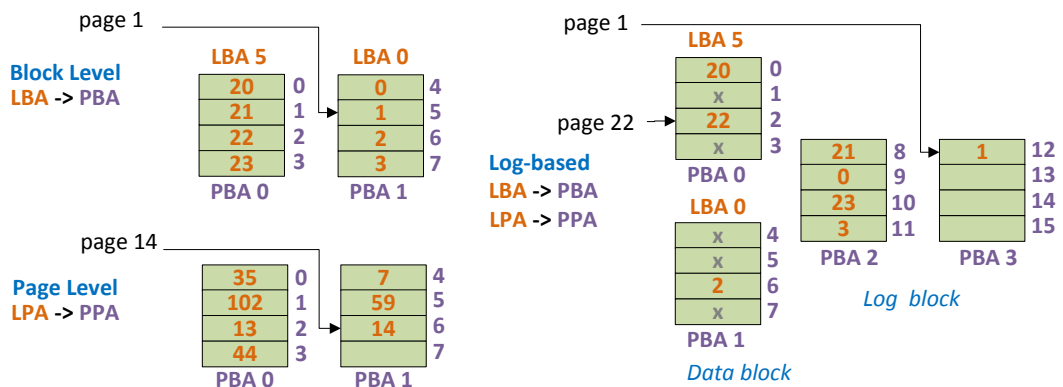 page 1
LBA 5 LBA 0
Block Level
LBA -> PBA
20 0 0 4
21 1 1 5
22 2 2 6
23 3 3 7
PBA 0 PBA 1
page 14
Page Level
LPA -> PPA
35 0 7 4
102 1 59 5
13 2 14 6
44 3 7
PBA 0 PBA 1
page 1
LBA 5
20 0
x 1
page 22 22 2
x 3
PBA 0
Log-based
LBA -> PBA
LPA -> PPA
21 8 1 12
0 9 13
23 10 14
3 11 15
PBA 2 PBA 3
Log block
LBA 0
x 4
x 5
2 6
x 7
PBA 1
Data block